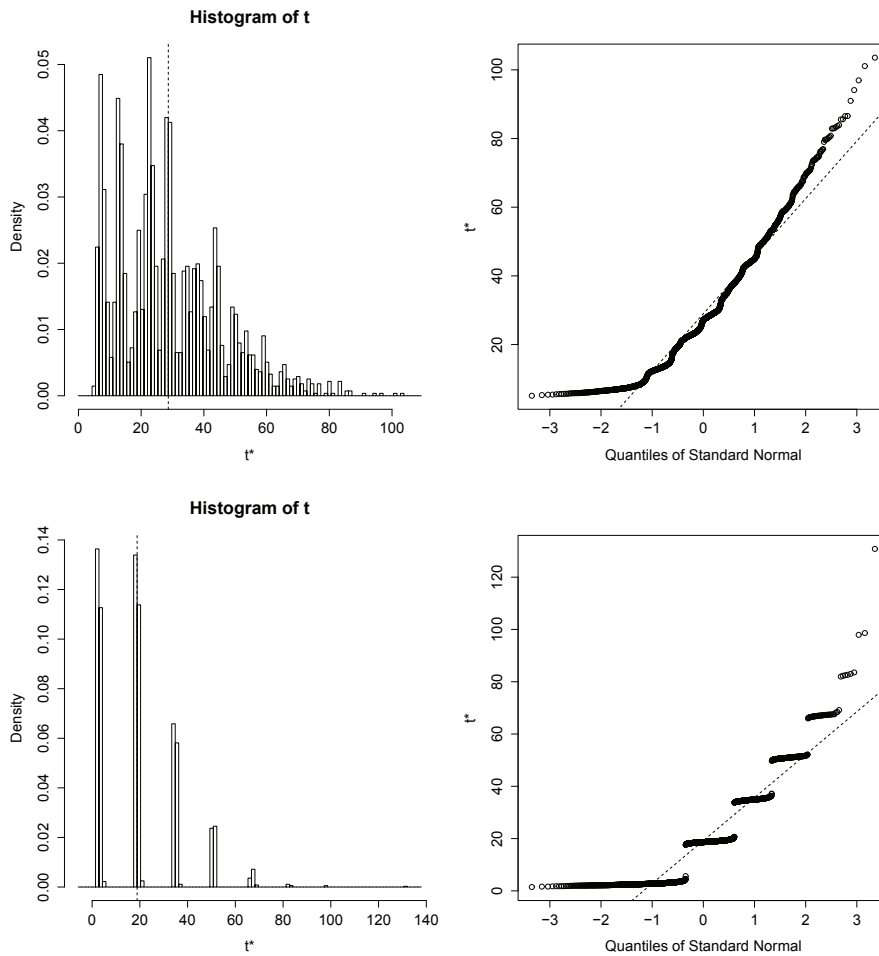 Histogram of t
Density
0.00 0.01 0.02 0.03 0.04 0.05
0 20 40 60 80 100
t*
t*
20 40 60 80 100
−3 −2 −1 0 1 2 3
Quantiles of Standard Normal
Histogram of t
Density
0.00 0.02 0.04 0.06 0.08 0.10 0.12 0.14
0 20 40 60 80 100 120 140
t*
t*
0 20 40 60 80 100 120
−3 −2 −1 0 1 2 3
Quantiles of Standard Normal